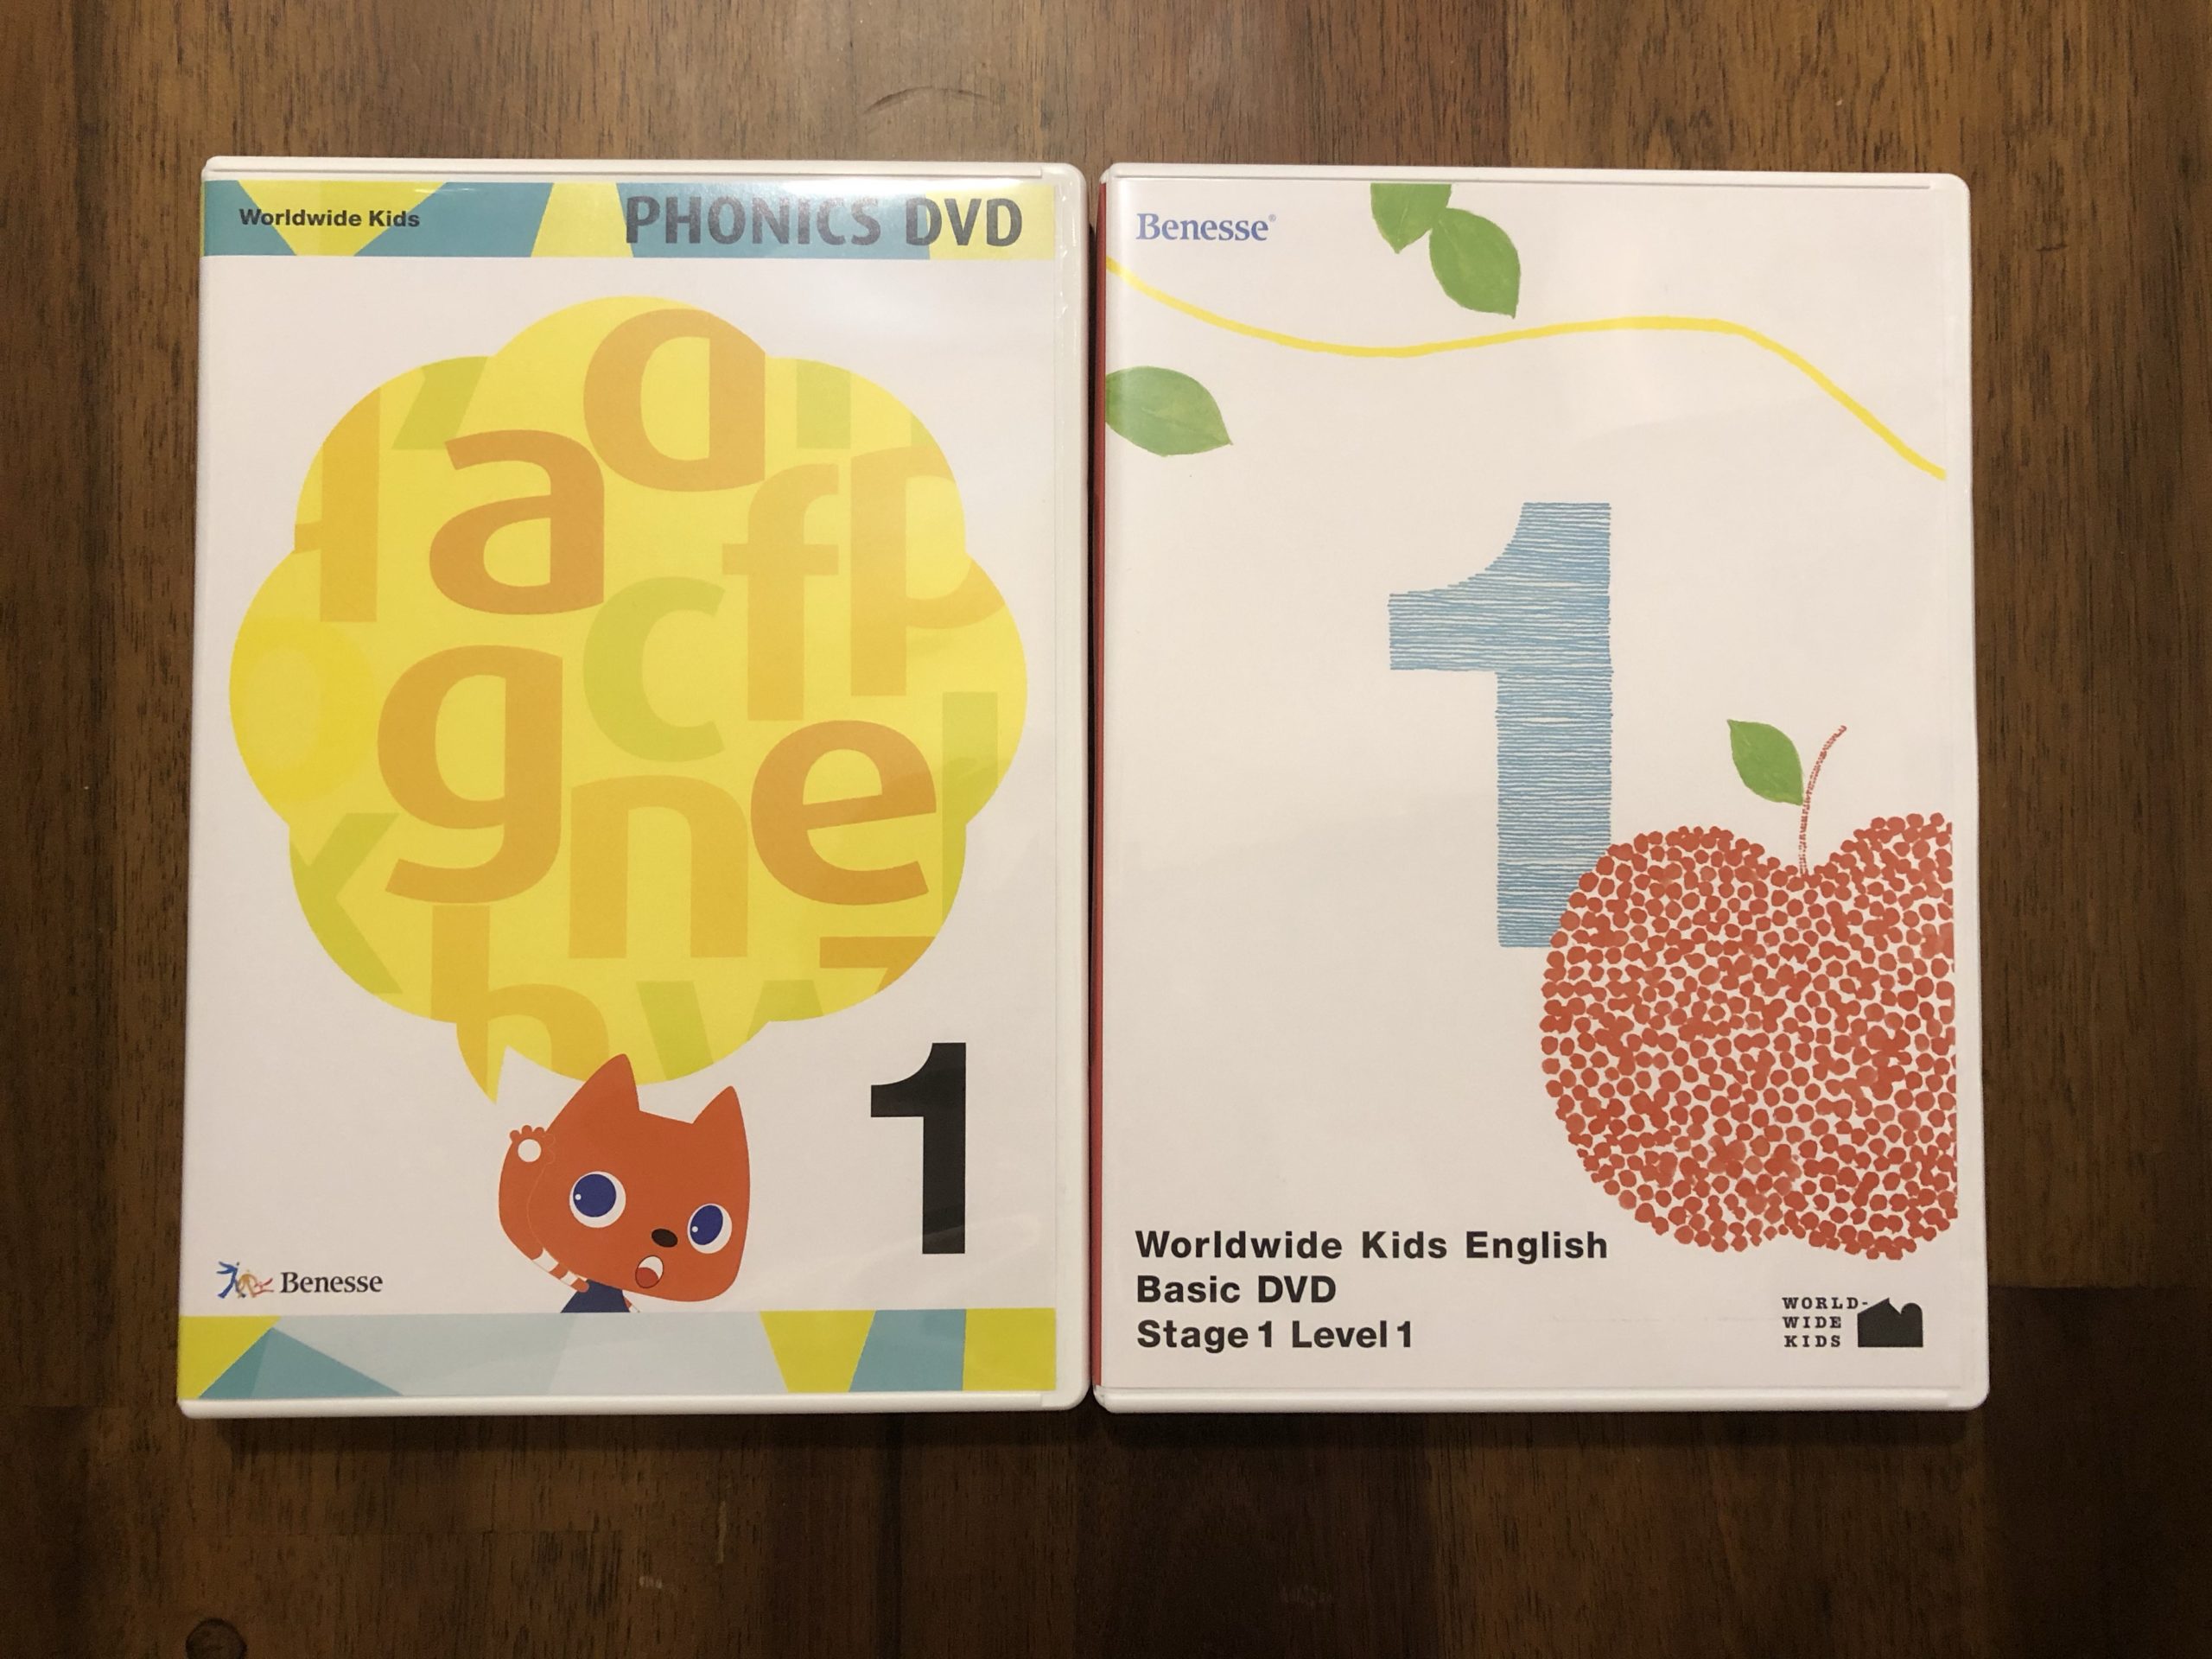 Worldwide Kids
PHONICS DVD
d
a
f
p
c
g
n
e
k
h
w
z
1
Benesse
Benesse®
1
Worldwide Kids English
Basic DVD
Stage 1 Level 1
WORLD-
WIDE
KIDS